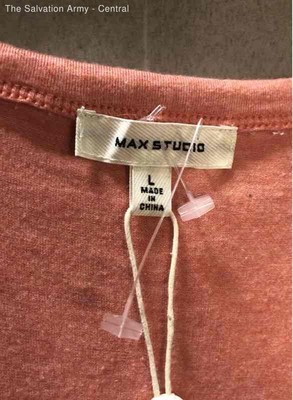 The Salvation Army - Central
MAX STUDIO
L
MADE
IN
CHINA